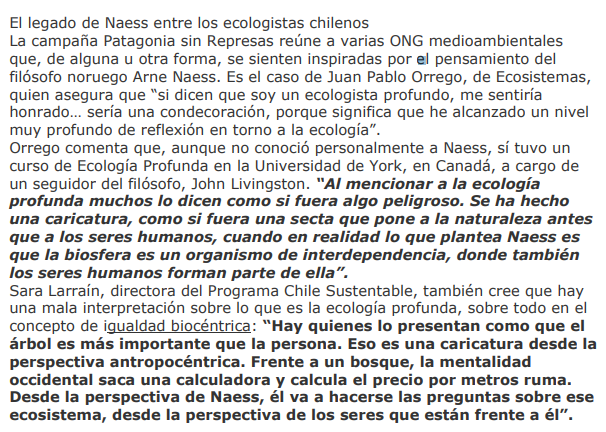 El legado de Naess entre los ecologistas chilenos
La campaña Patagonia sin Represas reúne a varias ONG medioambientales
que, de alguna u otra forma, se sienten inspiradas por el pensamiento del
filósofo noruego Arne Naess. Es el caso de Juan Pablo Orrego, de Ecosistemas,
quien asegura que “si dicen que soy un ecologista profundo, me sentiría
honrado… sería una condecoración, porque significa que he alcanzado un nivel
muy profundo de reflexión en torno a la ecología”.
Orrego comenta que, aunque no conoció personalmente a Naess, sí tuvo un
curso de Ecología Profunda en la Universidad de York, en Canadá, a cargo de
un seguidor del filósofo, John Livingston. “Al mencionar a la ecología
profunda muchos lo dicen como si fuera algo peligroso. Se ha hecho
una caricatura, como si fuera una secta que pone a la naturaleza antes
que a los seres humanos, cuando en realidad lo que plantea Naess es
que la biosfera es un organismo de interdependencia, donde también
los seres humanos forman parte de ella”.
Sara Larraín, directora del Programa Chile Sustentable, también cree que hay
una mala interpretación sobre lo que es la ecología profunda, sobre todo en el
concepto de igualdad biocéntrica: “Hay quienes lo presentan como que el
árbol es más importante que la persona. Eso es una caricatura desde la
perspectiva antropocéntrica. Frente a un bosque, la mentalidad
occidental saca una calculadora y calcula el precio por metros ruma.
Desde la perspectiva de Naess, él va a hacerse las preguntas sobre ese
ecosistema, desde la perspectiva de los seres que están frente a él”.